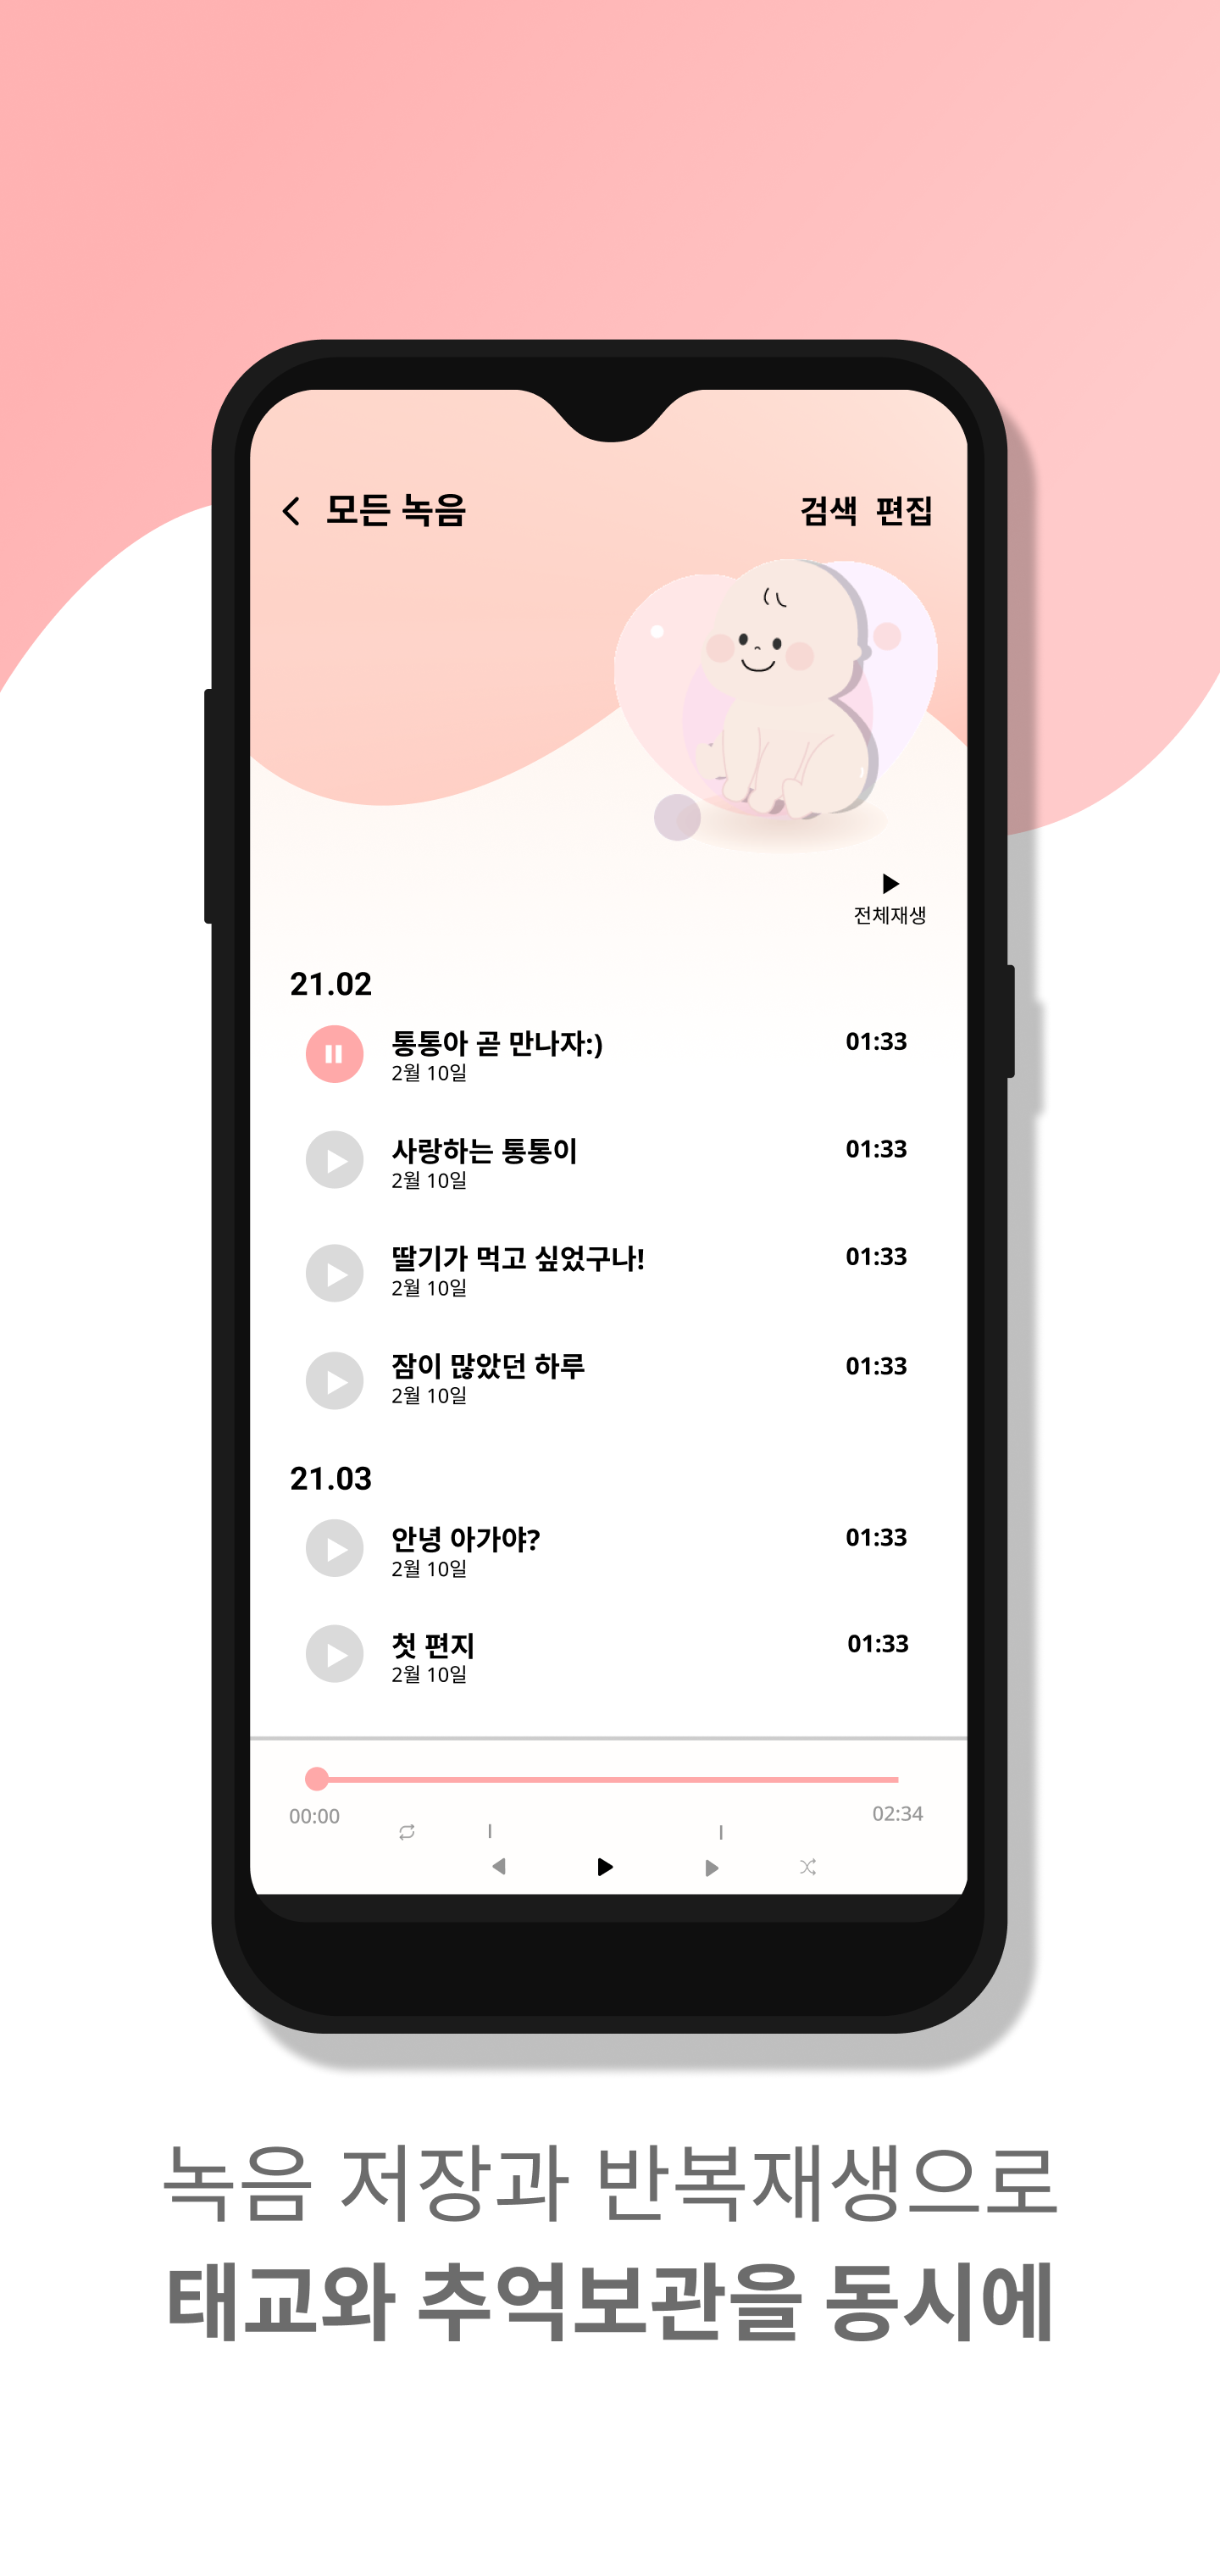 모든 녹음
검색 편집
전체재생
21.02
통통아 곧 만나자:)
01:33
2월 10일
사랑하는 통통이
01:33
2월 10일
딸기가 먹고 싶었구나!
01:33
2월 10일
잠이 많았던 하루
01:33
2월 10일
21.03
안녕 아가야?
01:33
2월 10일
첫 편지
01:33
2월 10일
00:00
02:34
녹음 저장과 반복재생으로
태교와 추억보관을 동시에